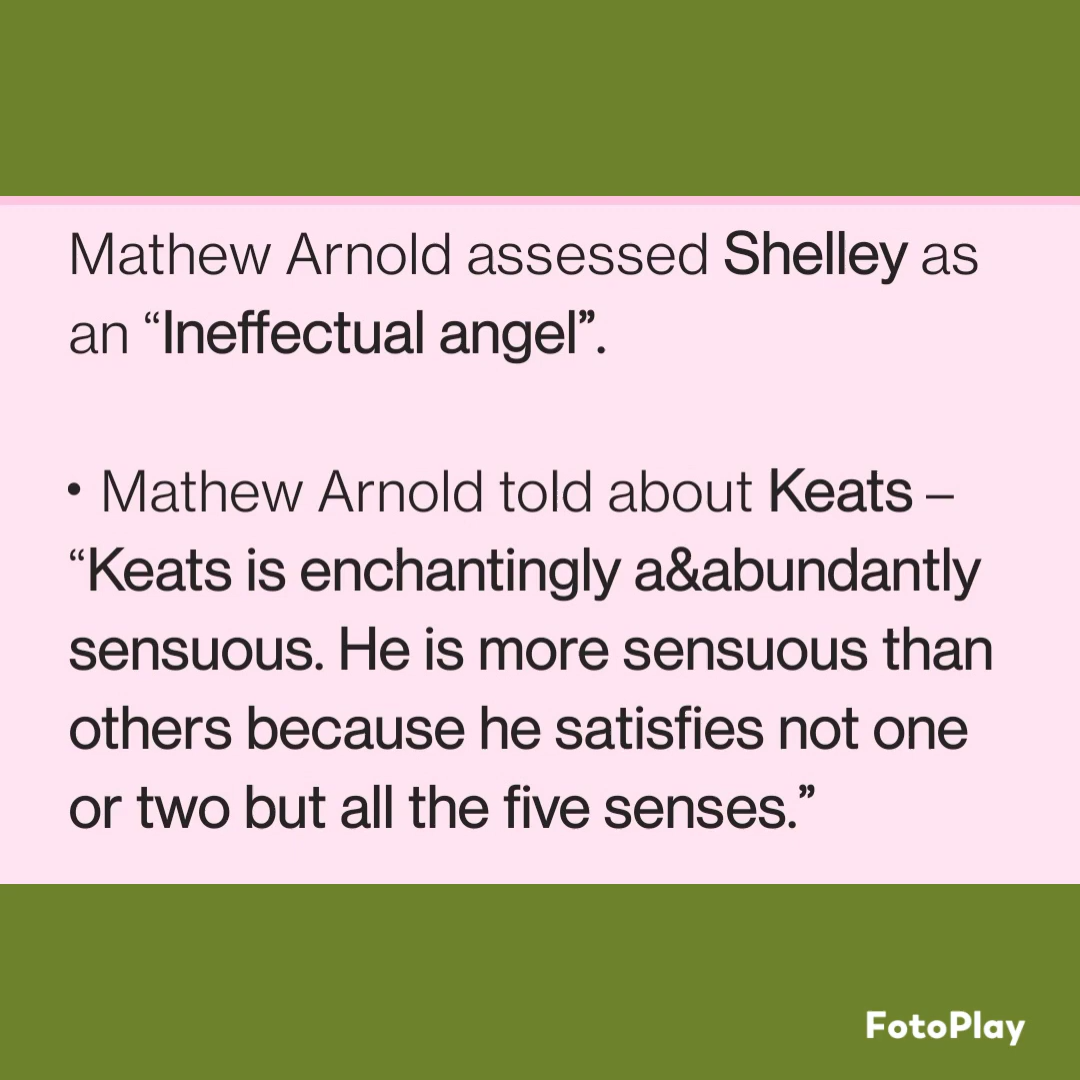 Mathew Arnold assessed Shelley as
an “Ineffectual angel”.
• Mathew Arnold told about Keats –
“Keats is enchantingly a&abundantly
sensuous. He is more sensuous than
others because he satisfies not one
or two but all the five senses.”
FotoPlay